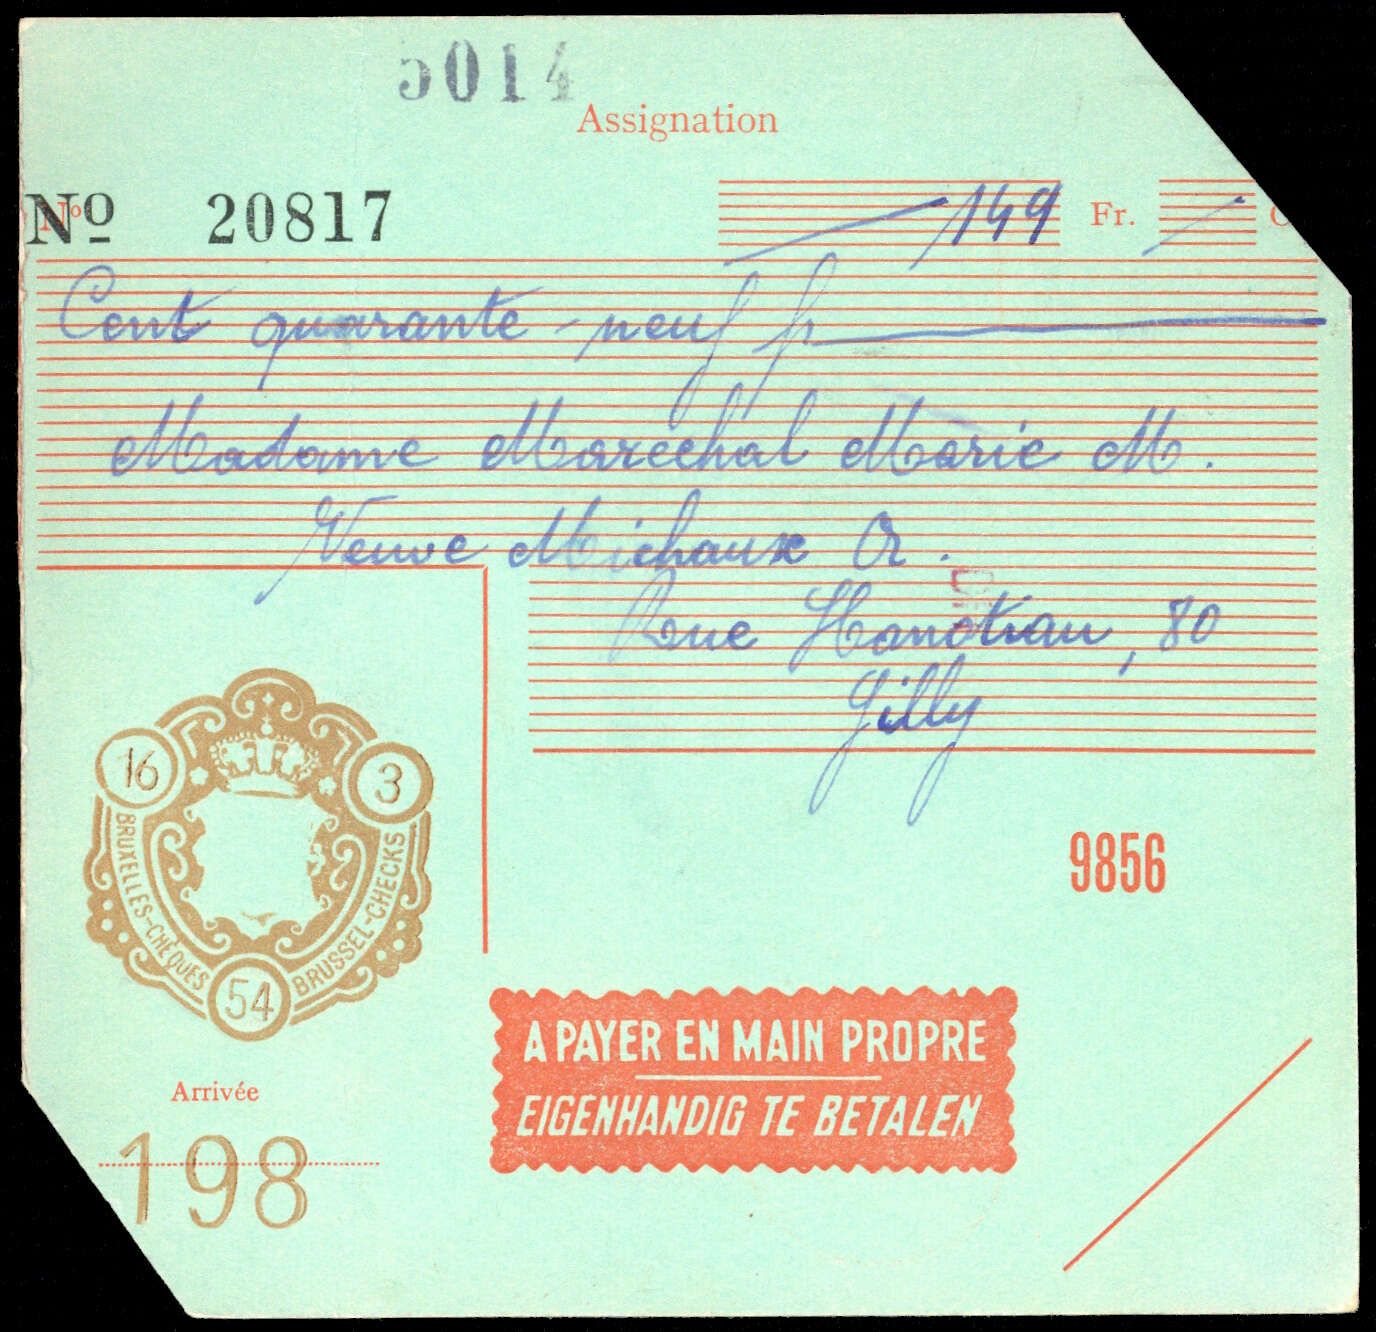 5014
Assignation
Nº 20817
149 Fr. C
Cent quarante-neuf fr
Madame Marechal Marie M.
Veuve Michaux O.
Rue Hanotiau, 80
Gilly
16
3
BRUXELLES-CHÈQUES
BRUSSEL-CHECKS
54
9856
A PAYER EN MAIN PROPRE
EIGENHANDIG TE BETALEN
Arrivée
198